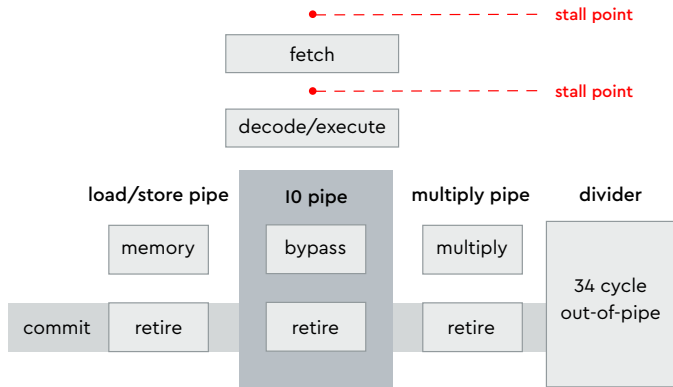 stall point
fetch
stall point
decode/execute
load/store pipe I0 pipe multiply pipe divider
memory bypass multiply
34 cycle
out-of-pipe
commit retire retire retire